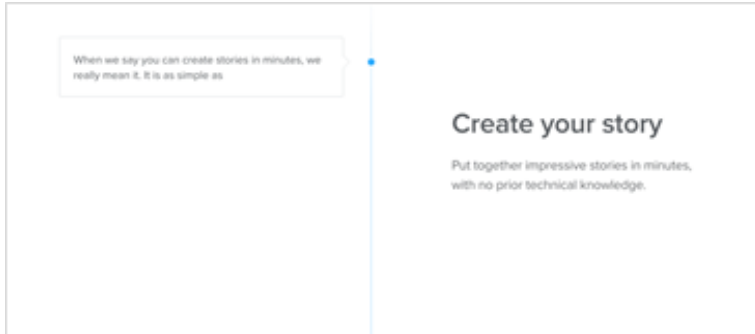 When we say you can create stories in minutes, we
really mean it. It is as simple as
Create your story
Put together impressive stories in minutes,
with no prior technical knowledge.